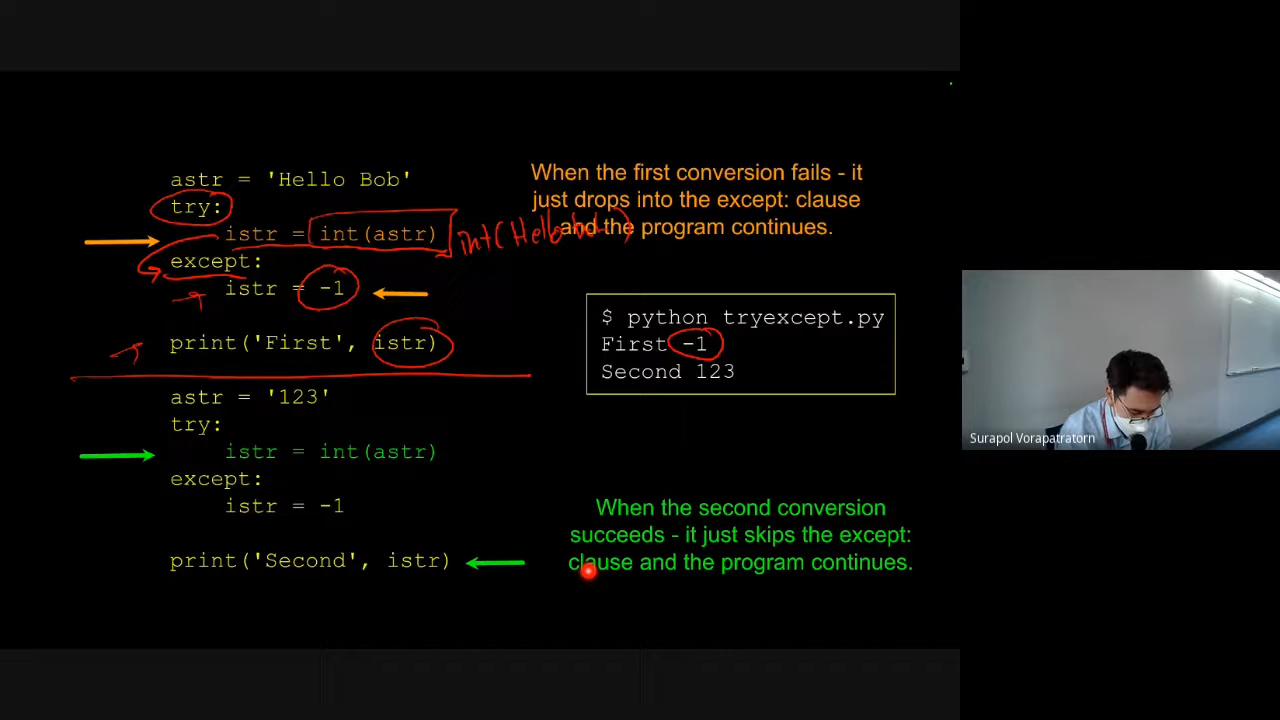 astr = 'Hello Bob'
try:
istr = int(astr)
except:
istr = -1
print('First', istr)
astr = '123'
try:
istr = int(astr)
except:
istr = -1
print('Second', istr)
When the first conversion fails - it
just drops into the except: clause
and the program continues.
int(Hello bob)
$ python tryexcept.py
First -1
Second 123
When the second conversion
succeeds - it just skips the except:
clause and the program continues.
Surapol Vorapatratorn